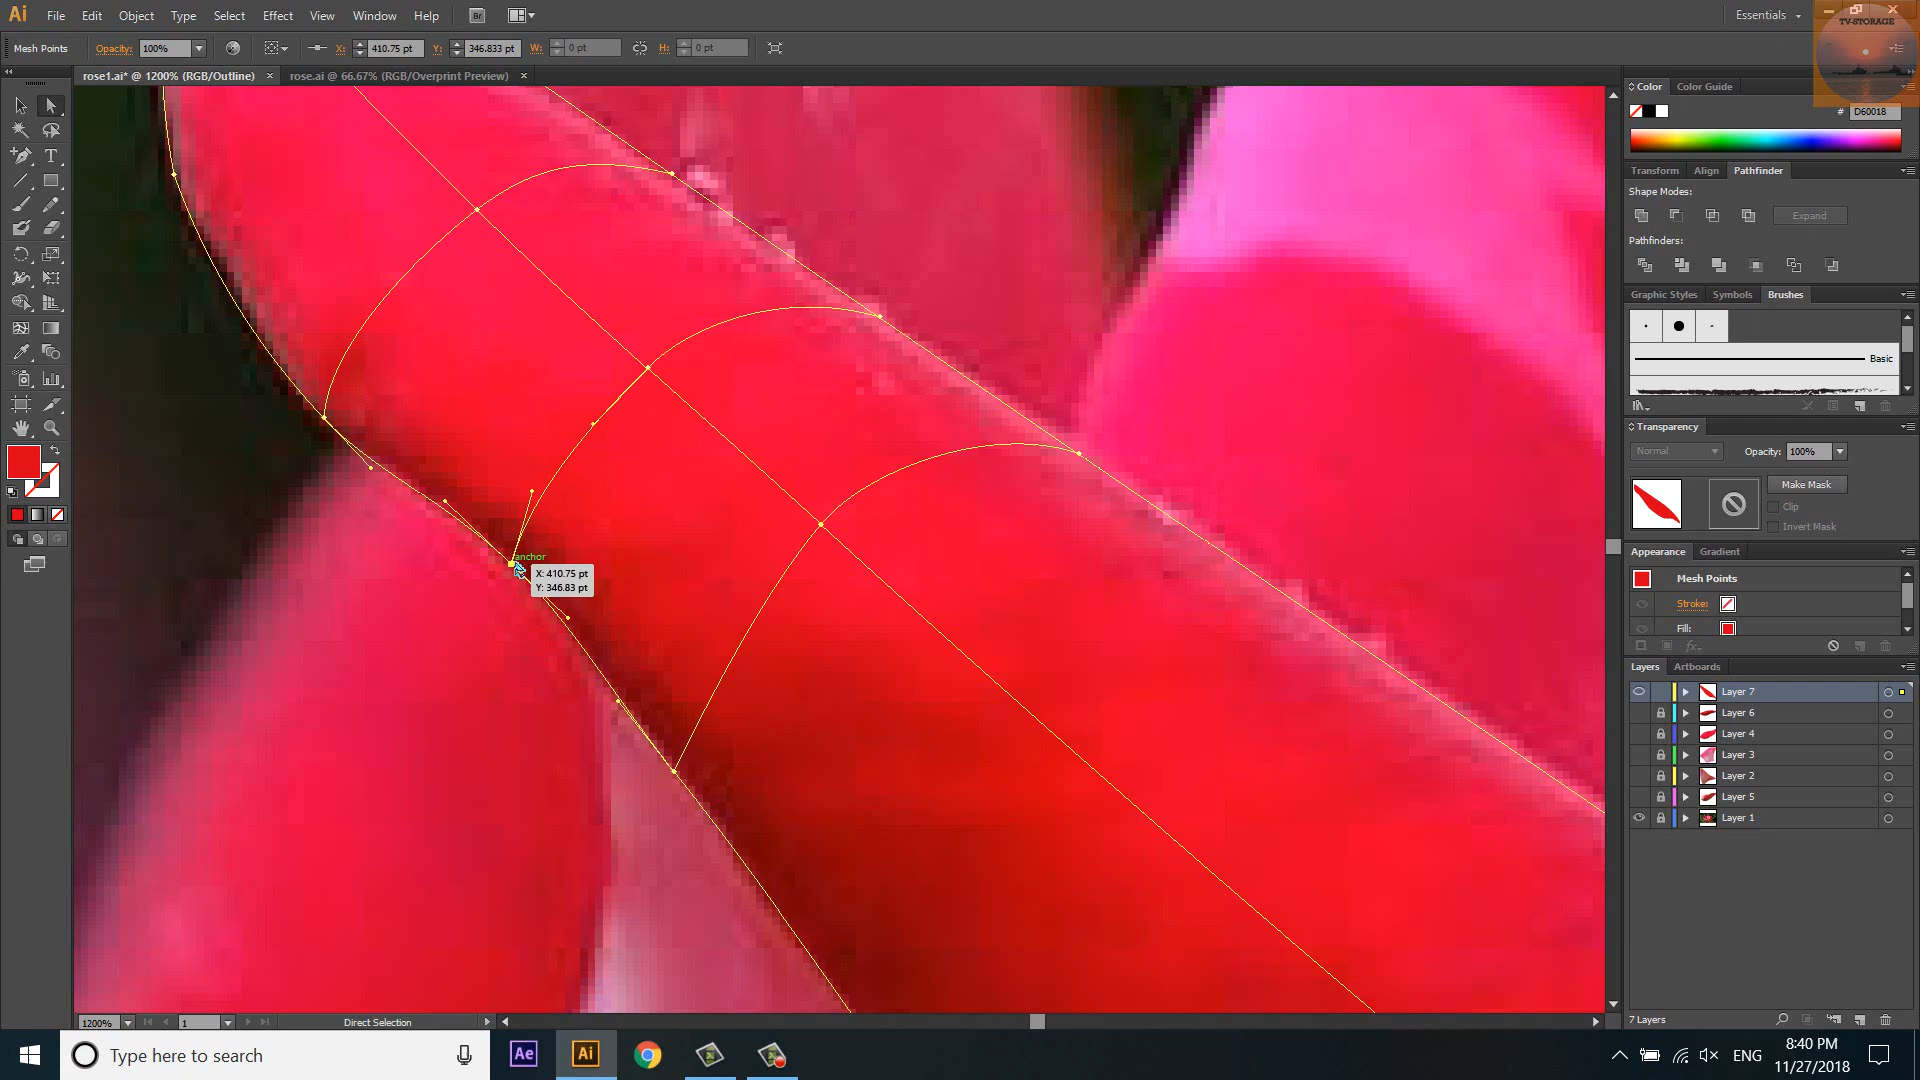 Ai File Edit Object Type Select Effect View Window Help Br Essentials
TV-STORAGE
Mesh Points Opacity: 100% X: 410.75 pt Y: 346.833 pt W: 0 pt H: 0 pt
rose1.ai* @ 1200% (RGB/Outline) × rose.ai @ 66.67% (RGB/Overprint Preview) ×
Color Color Guide
# D60018
Transform Align Pathfinder
Shape Modes:
Expand
Pathfinders:
Graphic Styles Symbols Brushes
Basic
Transparency
Normal Opacity: 100%
Make Mask
Clip
Invert Mask
anchor
X: 410.75 pt
Y: 346.83 pt
Appearance Gradient
Mesh Points
Stroke:
Fill:
fx
Layers Artboards
Layer 7
Layer 6
Layer 4
Layer 3
Layer 2
Layer 5
Layer 1
7 Layers
1200% 1 Direct Selection
Type here to search
Ae Ai
ENG
8:40 PM
11/27/2018